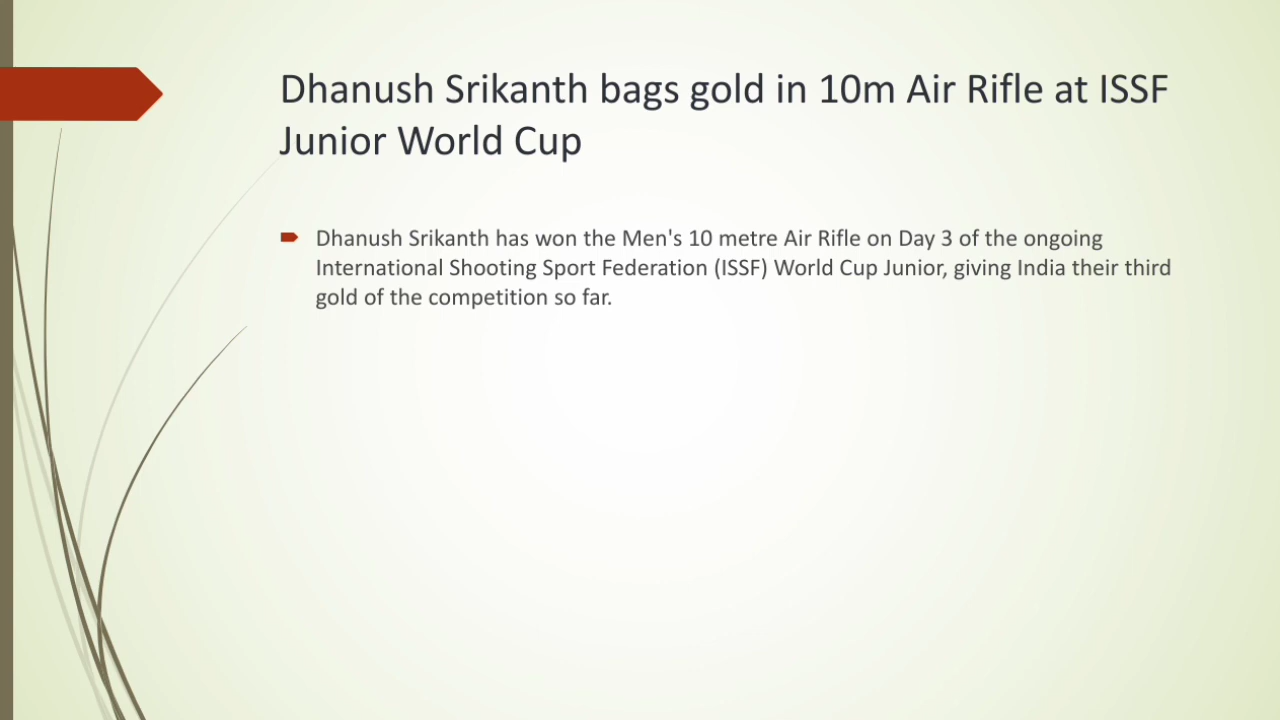 Dhanush Srikanth bags gold in 10m Air Rifle at ISSF
Junior World Cup
Dhanush Srikanth has won the Men's 10 metre Air Rifle on Day 3 of the ongoing
International Shooting Sport Federation (ISSF) World Cup Junior, giving India their third
gold of the competition so far.